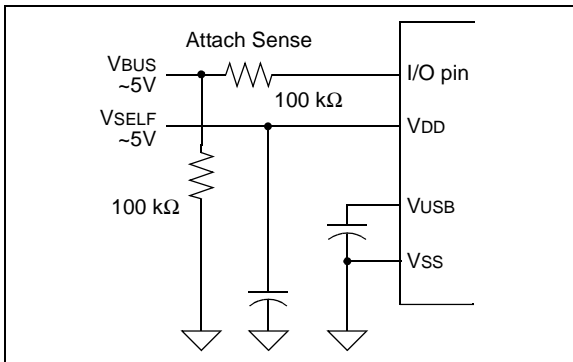 Attach Sense
VBUS
~5V
100 kΩ
I/O pin
VSELF
~5V
VDD
100 kΩ
VUSB
VSS